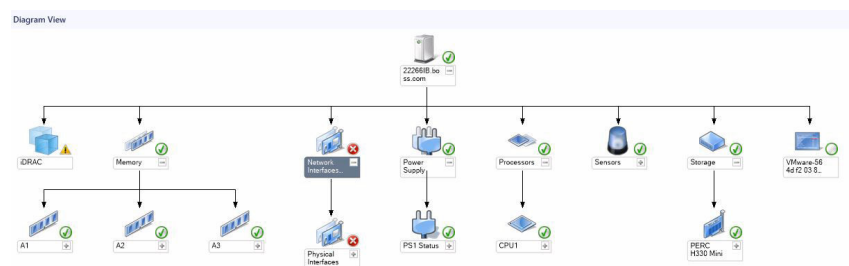 Diagram View
22266IB.bo
ss.com
iDRAC
Memory
Network
Interfaces...
Power
Supply
Processors
Sensors
Storage
VMware-56
4d f2 03 8...
A1
A2
A3
Physical
Interfaces
PS1 Status
CPU1
PERC
H330 Mini